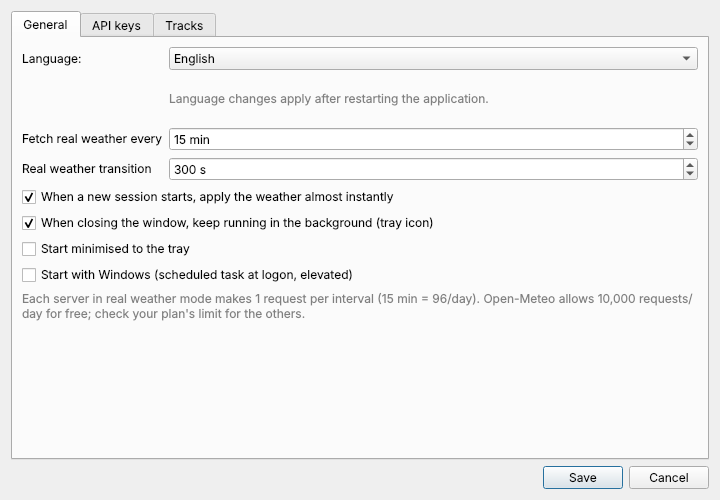 General
API keys
Tracks
Language:
English
Language changes apply after restarting the application.
Fetch real weather every
15 min
Real weather transition
300 s
When a new session starts, apply the weather almost instantly
When closing the window, keep running in the background (tray icon)
Start minimised to the tray
Start with Windows (scheduled task at logon, elevated)
Each server in real weather mode makes 1 request per interval (15 min = 96/day). Open-Meteo allows 10,000 requests/
day for free; check your plan's limit for the others.
Save
Cancel